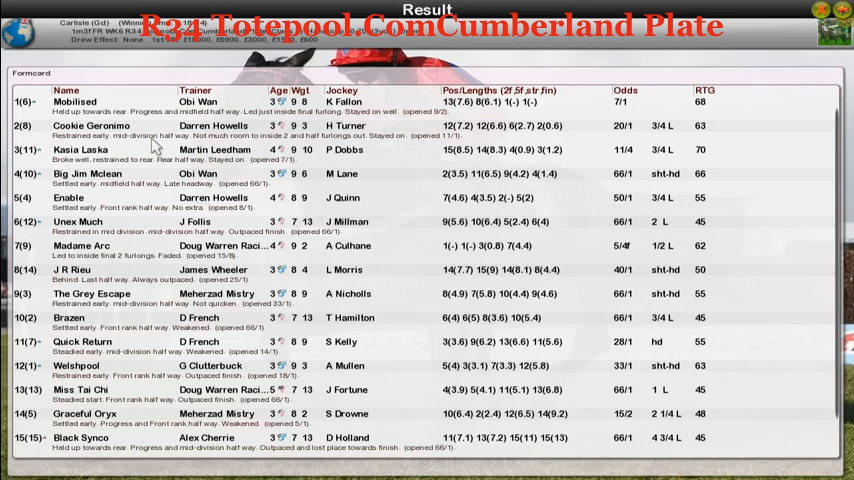 Result
R34 Totepool ComCumberland Plate
Carlisle (Gd)
Draw Effect: None
Formcard
Name Trainer Age Wgt Jockey Pos/Lengths (2f,5f,str,fin) Odds RTG
1(6) Mobilised Obi Wan 3 9 8 K Fallon 13(7.6) 8(6.1) 1(-) 1(-) 7/1 68
Held up towards rear. Progress and midfield half way. Led just inside final furlong. Stayed on well. (opened 9/2)
2(8) Cookie Geronimo Darren Howells 3 9 3 H Turner 12(7.2) 12(6.6) 6(2.7) 2(0.6) 20/1 3/4 L 63
Restrained early. mid-division half way. Not much room to inside 2 and half furlongs out. Stayed on. (opened 11/1)
3(11) Kasia Laska Martin Leedham 4 9 10 P Dobbs 15(8.5) 14(8.3) 4(0.9) 3(1.2) 11/4 3/4 L 70
Broke well, restrained to rear. Rear half way. Stayed on. (opened 7/1)
4(10) Big Jim Mclean Obi Wan 3 9 6 M Lane 2(3.5) 11(6.5) 9(4.2) 4(1.4) 66/1 sht-hd 66
Settled early. midfield half way. Late headway. (opened 66/1)
5(4) Enable Darren Howells 4 8 9 J Quinn 7(4.6) 4(3.5) 2(-) 5(2) 50/1 3/4 L 55
Settled early. Front rank half way. No extra. (opened 8/1)
6(12) Unex Much J Follis 3 7 13 J Millman 9(5.6) 10(6.4) 5(2.4) 6(4) 66/1 2 L 45
Restrained in mid division. mid-division half way. Outpaced finish. (opened 66/1)
7(9) Madame Arc Doug Warren Raci... 4 9 2 A Culhane 1(-) 1(-) 3(0.8) 7(4.4) 5/4f 1/2 L 62
Led to inside final 2 furlongs. Faded. (opened 15/8)
8(14) J R Rieu James Wheeler 3 8 4 L Morris 14(7.7) 15(9) 14(8.1) 8(4.4) 40/1 sht-hd 50
Behind. Last half way. Always outpaced. (opened 25/1)
9(3) The Grey Escape Meherzad Mistry 3 8 9 A Nicholls 8(4.9) 7(5.8) 10(4.4) 9(4.6) 66/1 sht-hd 55
Restrained early. mid-division half way. Not quicken. (opened 33/1)
10(2) Brazen D French 4 7 13 T Hamilton 6(4) 6(5) 8(3.6) 10(5.4) 66/1 3/4 L 45
Settled early. Front rank half way. Weakened. (opened 66/1)
11(7) Quick Return D French 4 8 9 S Kelly 3(3.6) 9(6.2) 13(6.6) 11(5.6) 28/1 hd 55
Steadied early. mid-division half way. Weakened. (opened 14/1)
12(1) Welshpool G Clutterbuck 3 9 3 A Mullen 5(4) 3(3.1) 7(3.3) 12(5.8) 33/1 sht-hd 63
Restrained early. Front rank half way. Outpaced finish. (opened 18/1)
13(13) Miss Tai Chi Doug Warren Raci... 5 7 13 J Fortune 4(3.9) 5(4.1) 11(5.1) 13(6.8) 66/1 1 L 45
Steadied start. Front rank half way. Outpaced finish. (opened 66/1)
14(5) Graceful Oryx Meherzad Mistry 3 8 2 S Drowne 10(6.4) 2(2.4) 12(6.5) 14(9.2) 15/2 2 1/4 L 48
Settled early. Progress and Front rank half way. Weakened. (opened 5/1)
15(15) Black Synco Alex Cherrie 3 7 13 D Holland 11(7.1) 13(7.2) 15(11) 15(13) 66/1 4 3/4 L 45
Held up towards rear. Progress and mid-division half way. Outpaced and lost place towards finish. (opened 66/1)